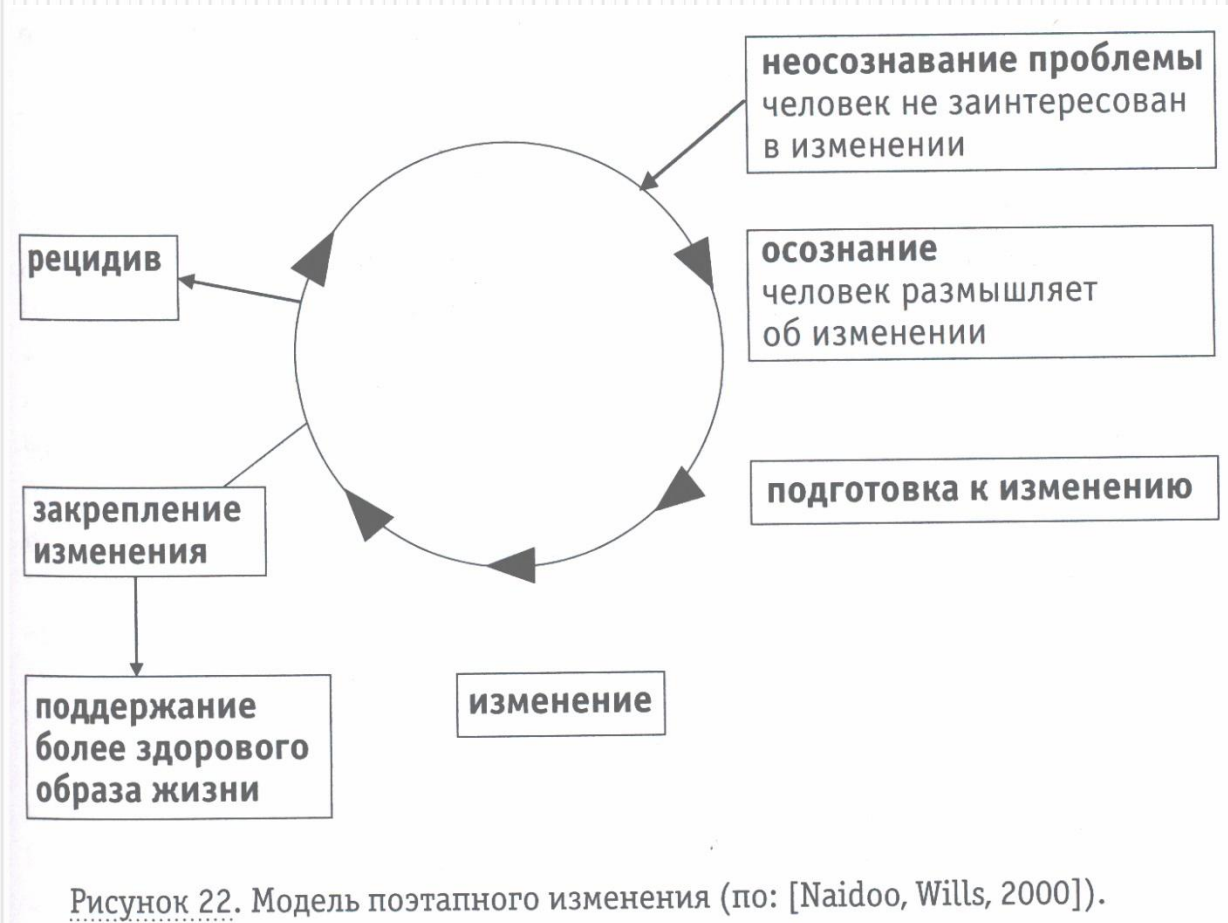 неосознавание проблемы
человек не заинтересован
в изменении
рецидив
осознание
человек размышляет
об изменении
подготовка к изменению
закрепление
изменения
изменение
поддержание
более здорового
образа жизни
Рисунок 22. Модель поэтапного изменения (по: [Naidoo, Wills, 2000]).